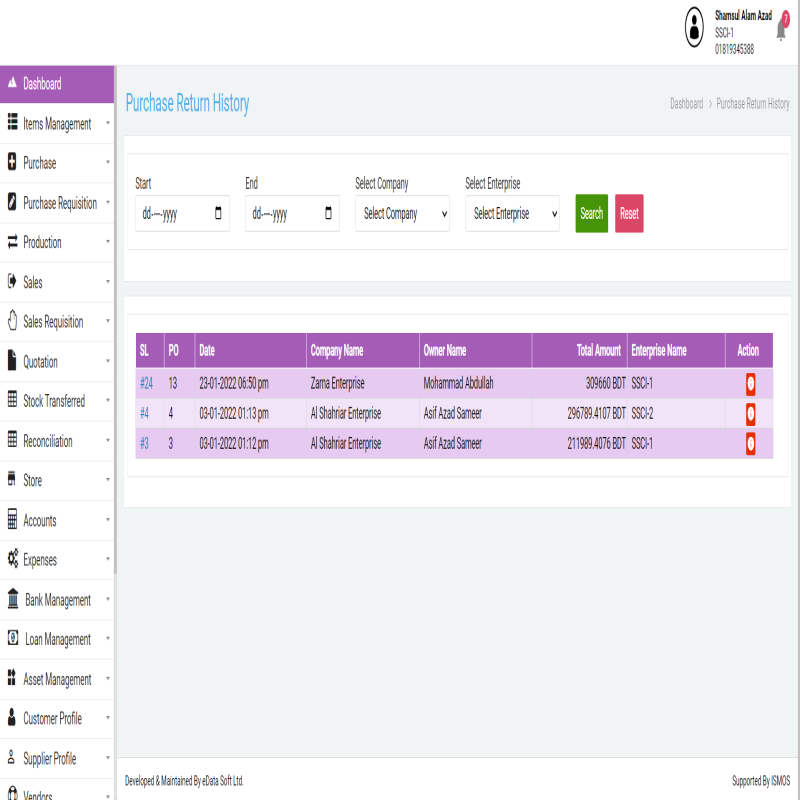 Shamsul Alam Azad
7
SSCI-1
01819345388
Dashboard
Items Management
Purchase
Purchase Requisition
Production
Sales
Sales Requisition
Quotation
Stock Transferred
Reconciliation
Store
Accounts
Expenses
Bank Management
Loan Management
Asset Management
Customer Profile
Supplier Profile
Vendors
Purchase Return History
Dashboard > Purchase Return History
Start End Select Company Select Enterprise
dd----yyyy dd----yyyy Select Company Select Enterprise Search Reset
SL PO Date Company Name Owner Name Total Amount Enterprise Name Action
#24 13 23-01-2022 06:50 pm Zama Enterprise Mohammad Abdullah 309660 BDT SSCI-1
#4 4 03-01-2022 01:13 pm Al Shahriar Enterprise Asif Azad Sameer 296789.4107 BDT SSCI-2
#3 3 03-01-2022 01:12 pm Al Shahriar Enterprise Asif Azad Sameer 211989.4076 BDT SSCI-1
Developed & Maintained By eData Soft Ltd. Supported By ISMOS